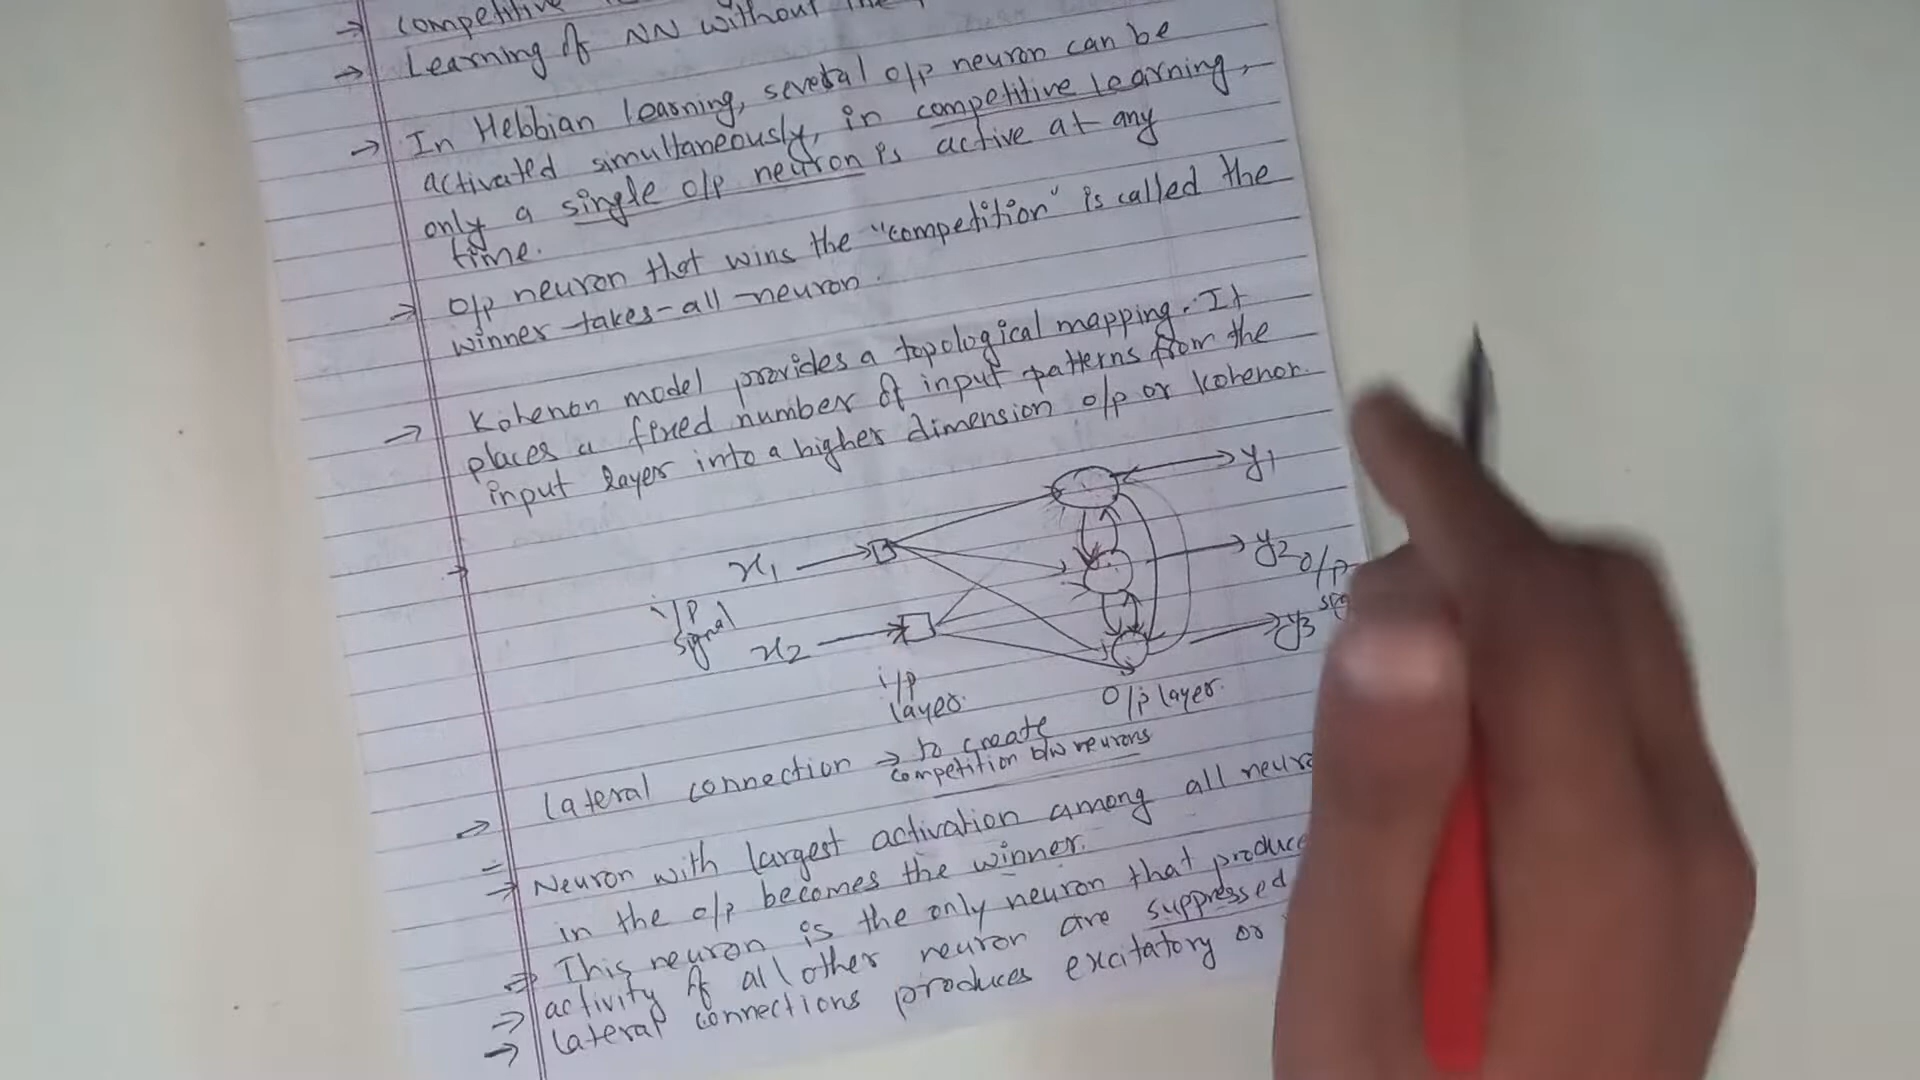 → competitive
→ Learning of NN without the
→ In Hebbian learning, several o/p neuron can be
activated simultaneously, in competitive learning,
only a single o/p neuron is active at any
time.
→ o/p neuron that wins the "competition" is called the
winner-takes-all-neuron.
→ Kohenon model provides a topological mapping. It
places a fixed number of input patterns from the
input layer into a higher dimension o/p or Kohenon.
→ y1
x1 →
→ y2 o/p
i/p
signal
x2 →
→ y3
i/p
layer.
O/p layer.
→ Lateral connection → to create
competition b/w neurons
→ Neuron with largest activation among all
in the o/p becomes the winner.
→ This neuron is the only neuron that
→ activity of all other neuron are suppressed
→ Lateral connections produces excitatory or